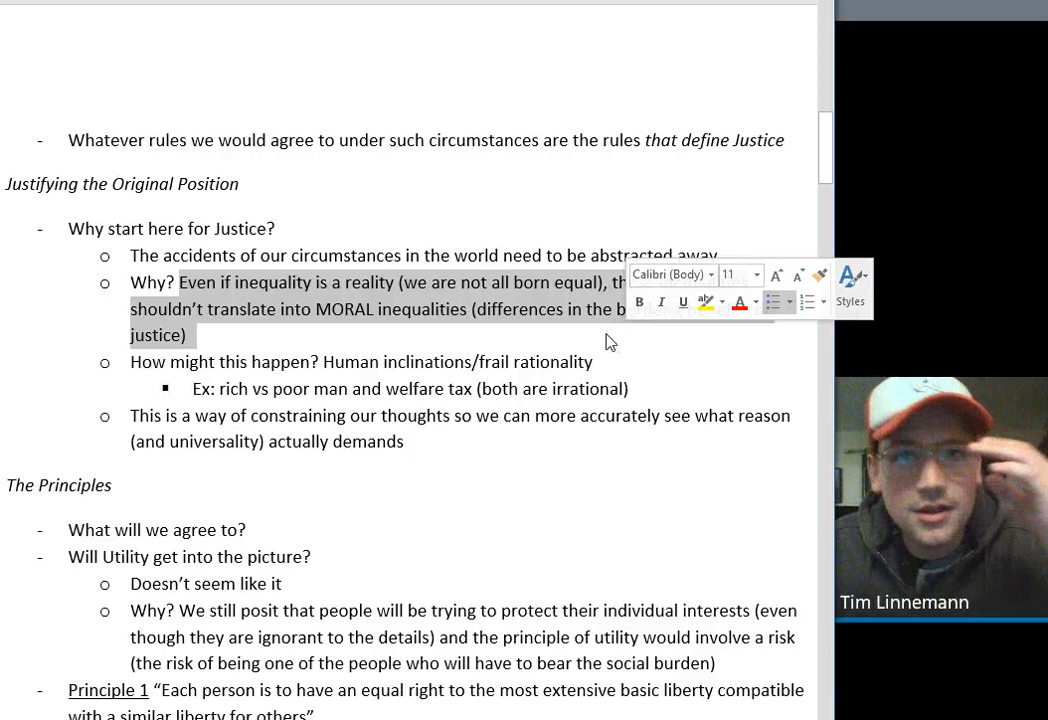 - Whatever rules we would agree to under such circumstances are the rules that define Justice
Justifying the Original Position
- Why start here for Justice?
o The accidents of our circumstances in the world need to be abstracted away
o Why? Even if inequality is a reality (we are not all born equal),
shouldn't translate into MORAL inequalities (differences in the
justice)
Calibri (Body) 11
B I U ab A Styles
o How might this happen? Human inclinations/frail rationality
▪ Ex: rich vs poor man and welfare tax (both are irrational)
o This is a way of constraining our thoughts so we can more accurately see what reason
(and universality) actually demands
The Principles
- What will we agree to?
- Will Utility get into the picture?
o Doesn't seem like it
o Why? We still posit that people will be trying to protect their individual interests (even
though they are ignorant to the details) and the principle of utility would involve a risk
(the risk of being one of the people who will have to bear the social burden)
- Principle 1 "Each person is to have an equal right to the most extensive basic liberty compatible
with a similar liberty for others"
Tim Linnemann